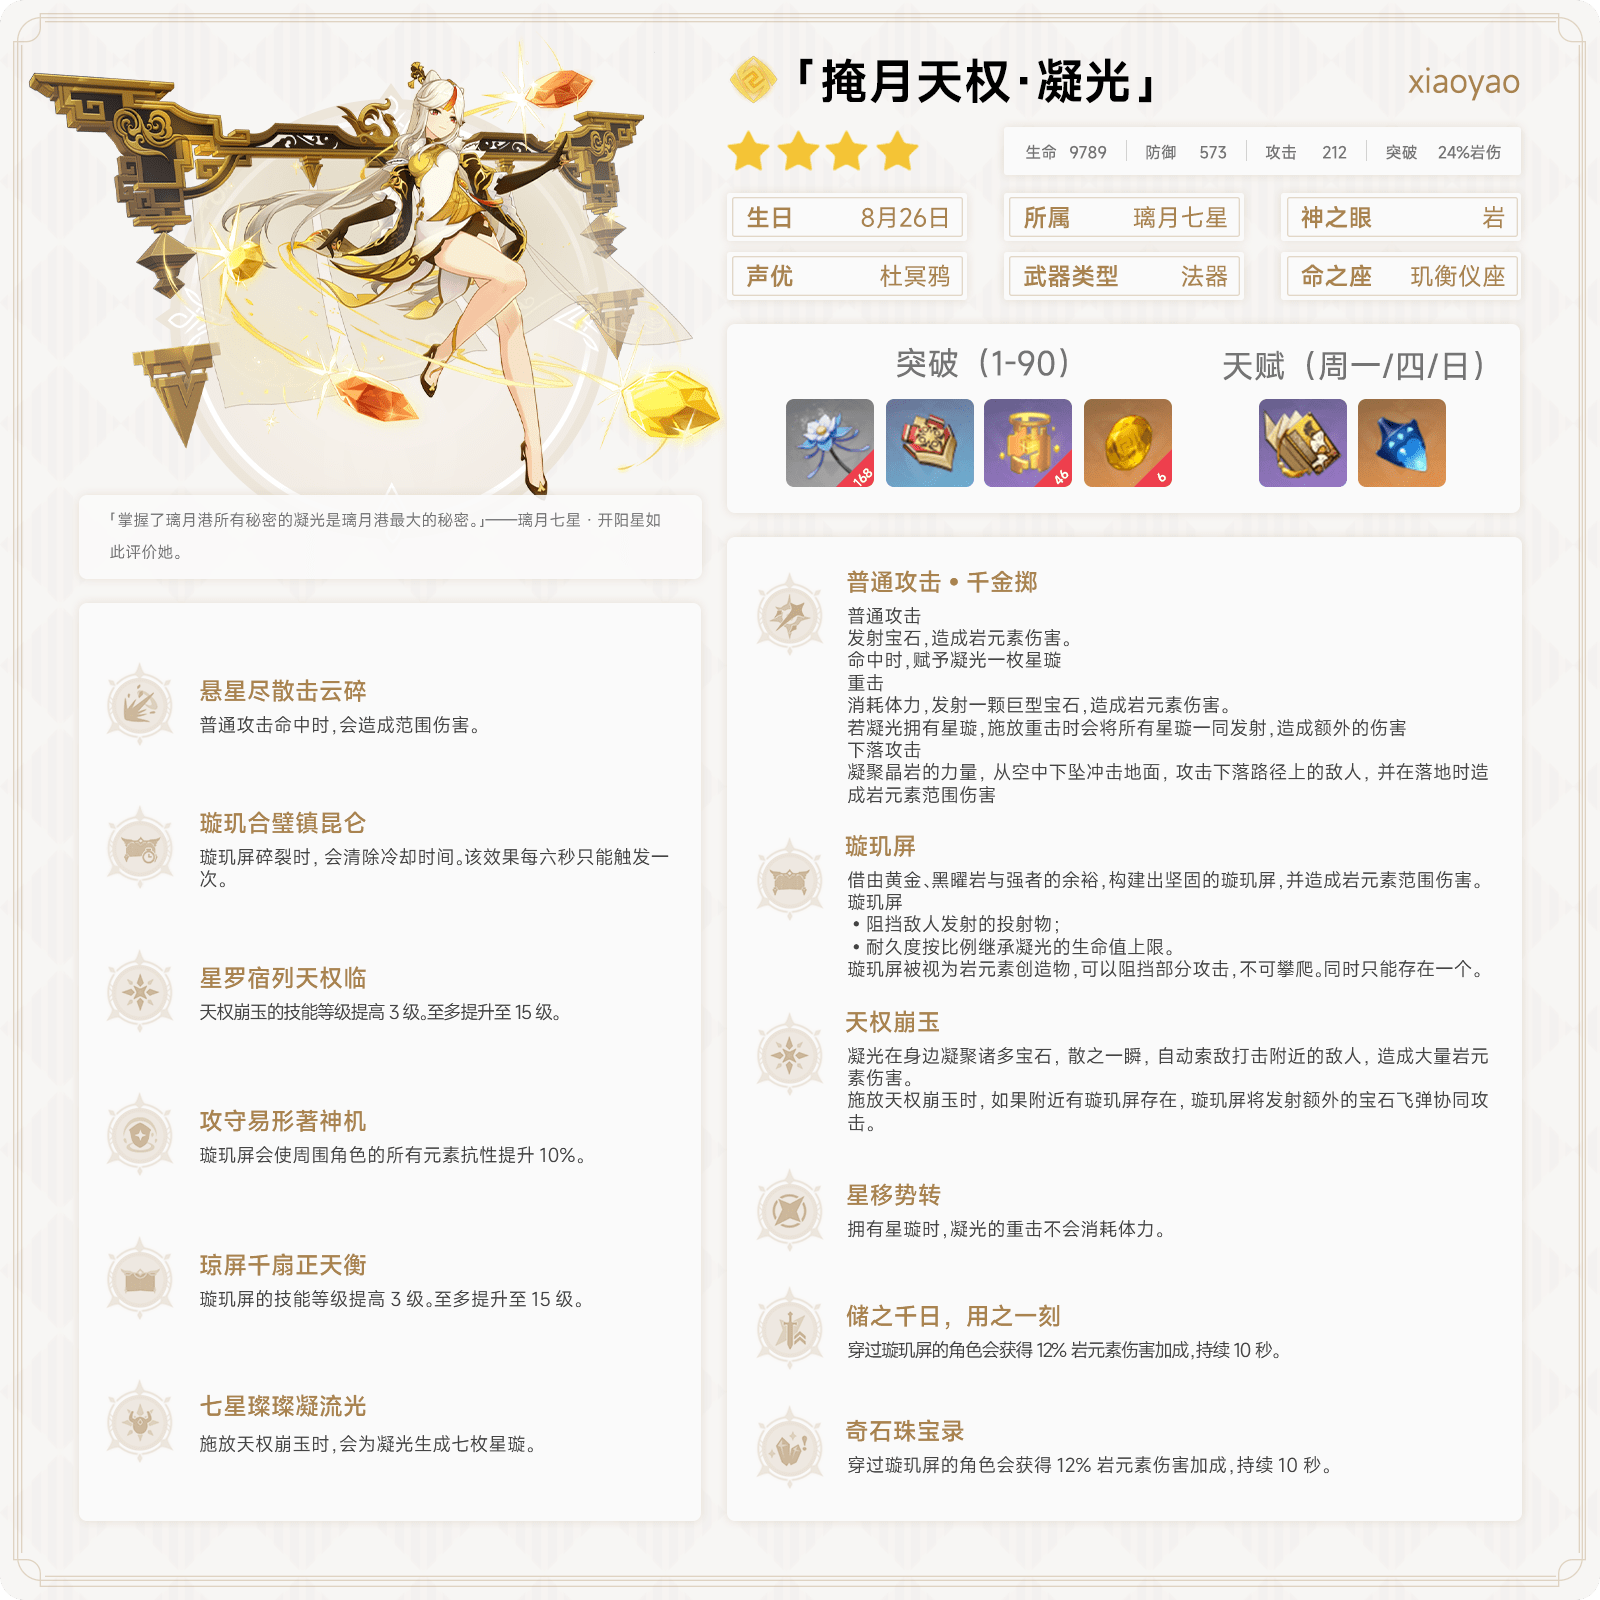 「掩月天权·凝光」
xiaoyao
生命 9789 防御 573 攻击 212 突破 24%岩伤
生日 8月26日 所属 璃月七星 神之眼 岩
声优 杜冥鸦 武器类型 法器 命之座 玑衡仪座
突破（1-90） 天赋（周一/四/日）
168 46 6
「掌握了璃月港所有秘密的凝光是璃月港最大的秘密。」——璃月七星·开阳星如
此评价她。
悬星尽散击云碎
普通攻击命中时,会造成范围伤害。
璇玑合璧镇昆仑
璇玑屏碎裂时, 会清除冷却时间。该效果每六秒只能触发一
次。
星罗宿列天权临
天权崩玉的技能等级提高 3 级。至多提升至 15 级。
攻守易形著神机
璇玑屏会使周围角色的所有元素抗性提升 10%。
琼屏千扇正天衡
璇玑屏的技能等级提高 3 级。至多提升至 15 级。
七星璨璨凝流光
施放天权崩玉时,会为凝光生成七枚星璇。
普通攻击 • 千金掷
普通攻击
发射宝石,造成岩元素伤害。
命中时,赋予凝光一枚星璇
重击
消耗体力,发射一颗巨型宝石,造成岩元素伤害。
若凝光拥有星璇,施放重击时会将所有星璇一同发射,造成额外的伤害
下落攻击
凝聚晶岩的力量, 从空中下坠冲击地面, 攻击下落路径上的敌人, 并在落地时造
成岩元素范围伤害
璇玑屏
借由黄金、黑曜岩与强者的余裕,构建出坚固的璇玑屏,并造成岩元素范围伤害。
璇玑屏
• 阻挡敌人发射的投射物;
• 耐久度按比例继承凝光的生命值上限。
璇玑屏被视为岩元素创造物,可以阻挡部分攻击,不可攀爬。同时只能存在一个。
天权崩玉
凝光在身边凝聚诸多宝石, 散之一瞬, 自动索敌打击附近的敌人, 造成大量岩元
素伤害。
施放天权崩玉时, 如果附近有璇玑屏存在, 璇玑屏将发射额外的宝石飞弹协同攻
击。
星移势转
拥有星璇时,凝光的重击不会消耗体力。
储之千日，用之一刻
穿过璇玑屏的角色会获得 12% 岩元素伤害加成,持续 10 秒。
奇石珠宝录
穿过璇玑屏的角色会获得 12% 岩元素伤害加成,持续 10 秒。